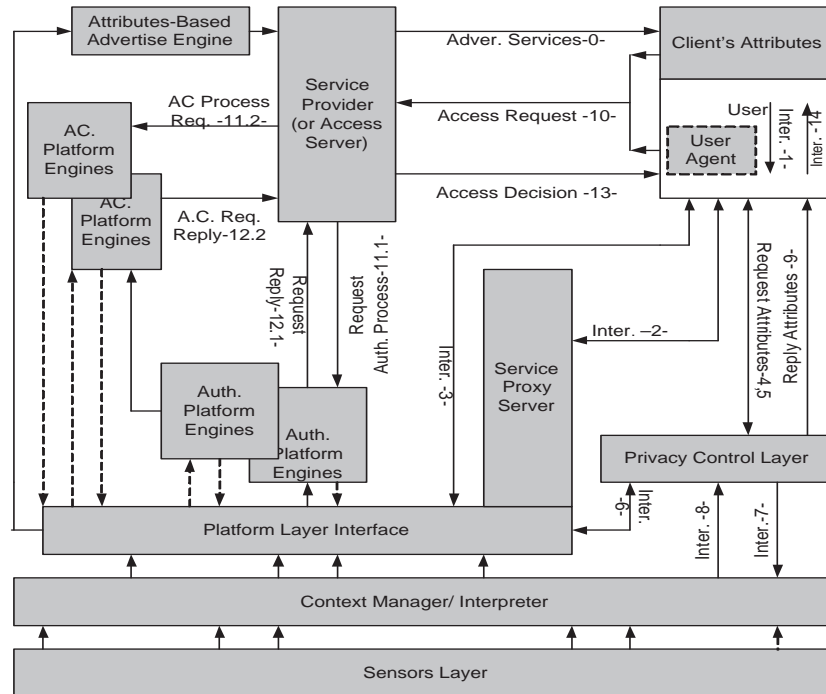 Attributes-Based
Advertise Engine
Service
Provider
(or Access
Server)
Adver. Services-0-
Client's Attributes
AC Process
Req. -11.2-
Access Request -10-
User
Inter. -1-
Inter. -14
User
Agent
AC.
Platform
Engines
AC.
Platform
Engines
A.C. Req.
Reply-12.2
Access Decision -13-
Request
Reply-12.1-
Request
Auth. Process-11.1-
Inter. -3-
Inter. –2-
Request Attributes-4,5
Reply Attributes -9-
Service
Proxy
Server
Auth.
Platform
Engines
Auth.
Platform
Engines
Privacy Control Layer
Inter.
-6-
Inter. -8-
Inter.-7-
Platform Layer Interface
Context Manager/ Interpreter
Sensors Layer